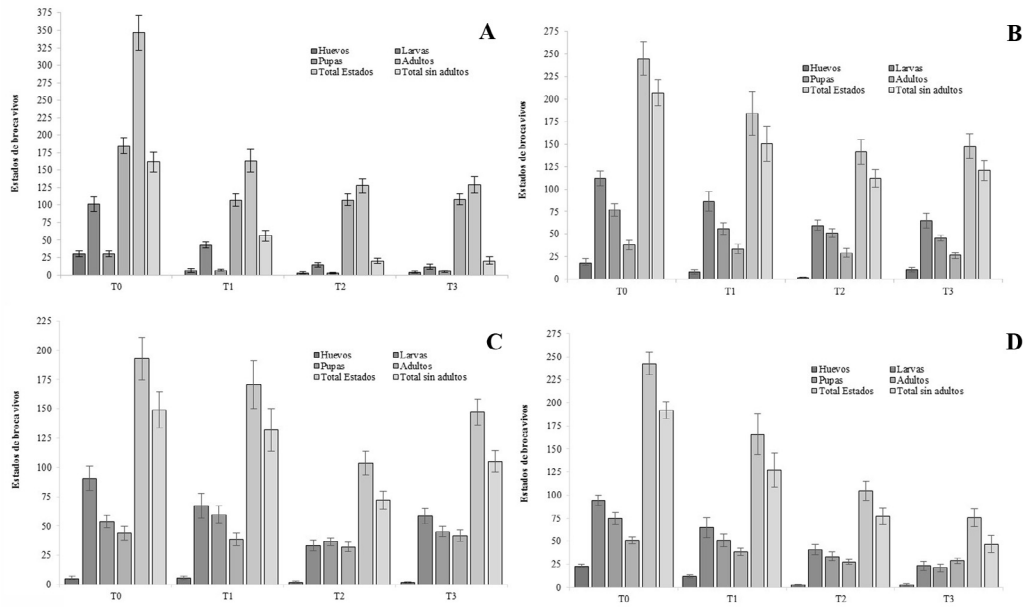 A
Estados de broca vivos
375
350
325
300
275
250
225
200
175
150
125
100
75
50
25
0
Huevos Larvas
Pupas Adultos
Total Estados Total sin adultos
T0 T1 T2 T3
B
Estados de broca vivos
275
250
225
200
175
150
125
100
75
50
25
0
Huevos Larvas
Pupas Adultos
Total Estados Total sin adultos
T0 T1 T2 T3
C
Estados de broca vivos
225
200
175
150
125
100
75
50
25
0
Huevos Larvas
Pupas Adultos
Total Estados Total sin adultos
T0 T1 T2 T3
D
Estados de broca vivos
275
250
225
200
175
150
125
100
75
50
25
0
Huevos Larvas
Pupas Adultos
Total Estados Total sin adultos
T0 T1 T2 T3